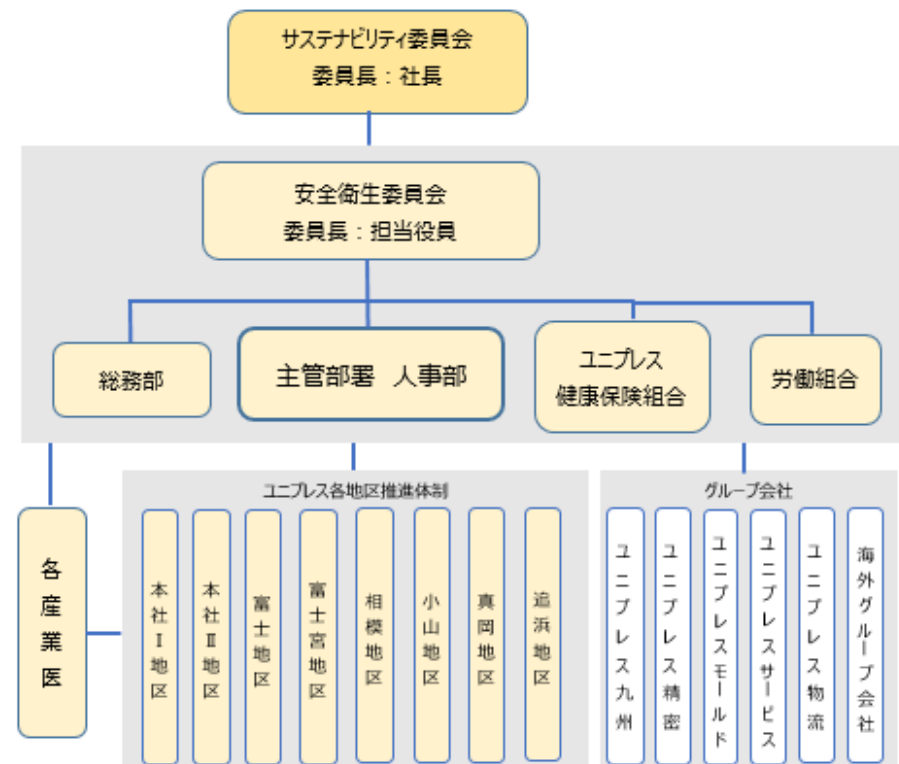 サステナビリティ委員会
委員長：社長
安全衛生委員会
委員長：担当役員
総務部
主管部署 人事部
ユニプレス
健康保険組合
労働組合
各産業医
ユニプレス各地区推進体制
本社Ⅰ地区
本社Ⅱ地区
富士地区
富士宮地区
相模地区
小山地区
真岡地区
追浜地区
グループ会社
ユニプレス九州
ユニプレス精密
ユニプレスモールド
ユニプレスサービス
ユニプレス物流
海外グループ会社